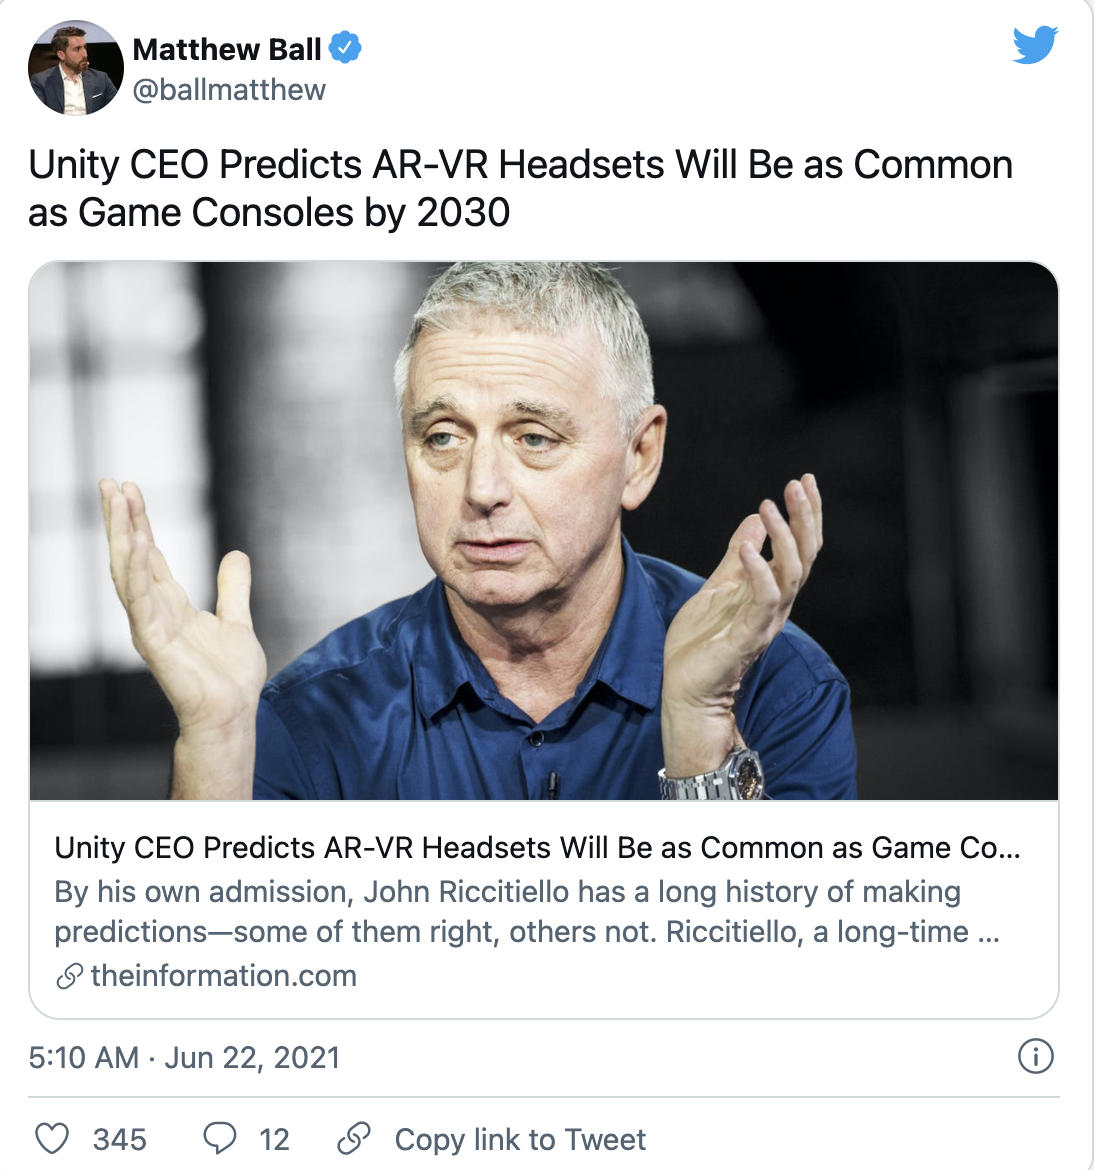 Matthew Ball
@ballmatthew
Unity CEO Predicts AR-VR Headsets Will Be as Common
as Game Consoles by 2030
Unity CEO Predicts AR-VR Headsets Will Be as Common as Game Co...
By his own admission, John Riccitiello has a long history of making
predictions—some of them right, others not. Riccitiello, a long-time ...
theinformation.com
5:10 AM · Jun 22, 2021
345
12
Copy link to Tweet